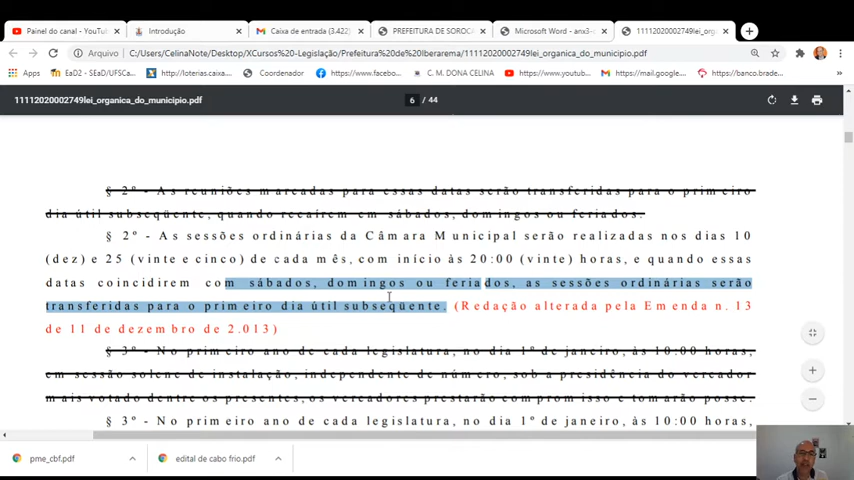 Painel do canal - YouTu
Introdução
Caixa de entrada (3.422)
PREFEITURA DE SOROC
Microsoft Word - anx3-
11112020002749lei_org
Arquivo
C:/Users/CelinaNote/Desktop/XCursos%20-Legislação/Prefeitura%20de%20Iberarema/11112020002749lei_organica_do_municipio.pdf
Apps
EaD2 - SEaD/UFSCa
http://loterias.caixa
Coordenador
https://www.facebo
C. M. DONA CELINA
https://www.youtub
https://mail.google
https://banco.brade
11112020002749lei_organica_do_municipio.pdf
6 / 44
§ 2º - As reuniões marcadas para essas datas serão transferidas para o primeiro
dia útil subseqüente, quando recaírem em sábados, domingos ou feriados.
§ 2º - As sessões ordinárias da Câmara Municipal serão realizadas nos dias 10
(dez) e 25 (vinte e cinco) de cada mês, com início às 20:00 (vinte) horas, e quando essas
datas coincidirem com sábados, domingos ou feriados, as sessões ordinárias serão
transferidas para o primeiro dia útil subseqüente. (Redação alterada pela Emenda n. 13
de 11 de dezembro de 2.013)
§ 3º - No primeiro ano de cada legislatura, no dia 1º de janeiro, às 10:00 horas,
em sessão solene de instalação, independente de número, sob a presidência do vereador
mais votado dentre os presentes, os vereadores prestarão compromisso e tomarão posse.
§ 3º - No primeiro ano de cada legislatura, no dia 1º de janeiro, às 10:00 horas,
pme_cbf.pdf
edital de cabo frio.pdf